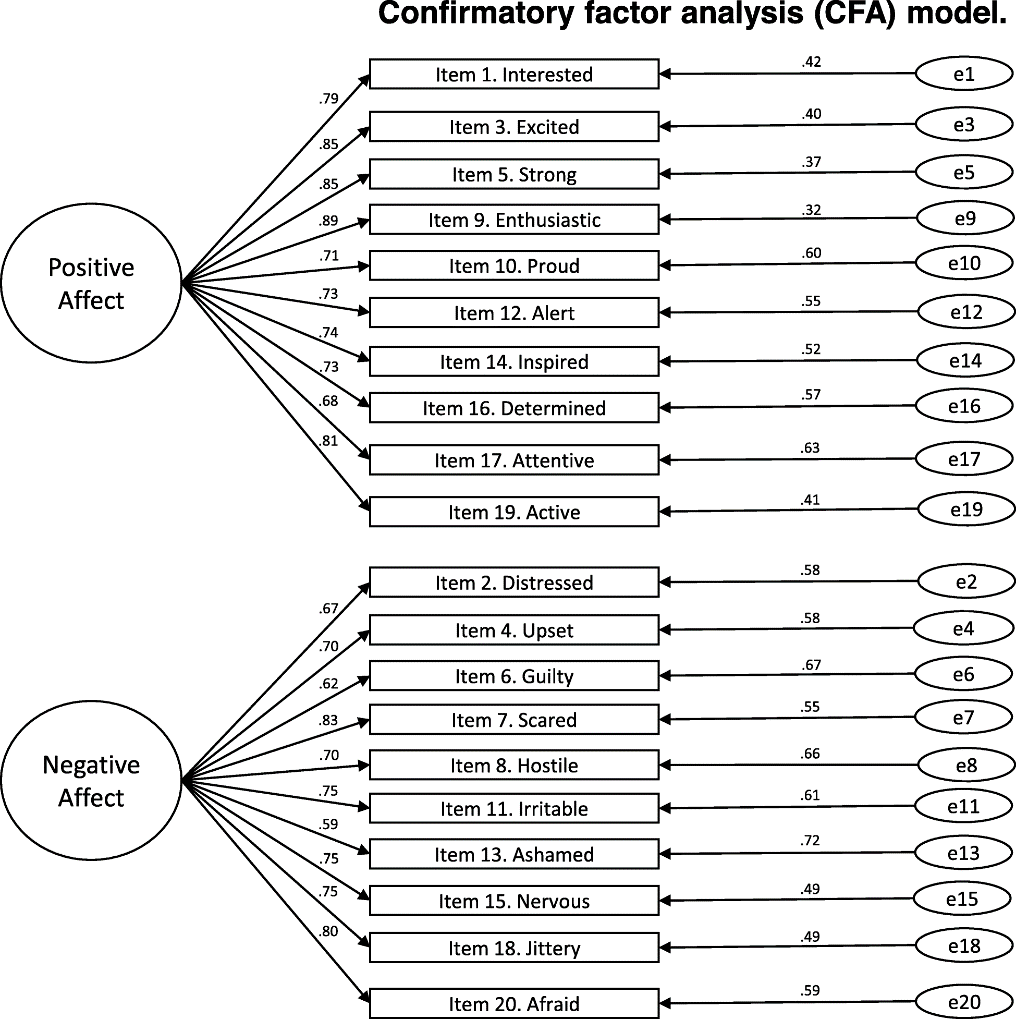 Confirmatory factor analysis (CFA) model.
.79 Item 1. Interested .42 e1
.85 Item 3. Excited .40 e3
.85 Item 5. Strong .37 e5
.89 Item 9. Enthusiastic .32 e9
Positive
Affect
.71 Item 10. Proud .60 e10
.73 Item 12. Alert .55 e12
.74 Item 14. Inspired .52 e14
.73 Item 16. Determined .57 e16
.68 Item 17. Attentive .63 e17
.81 Item 19. Active .41 e19
.67 Item 2. Distressed .58 e2
.70 Item 4. Upset .58 e4
.62 Item 6. Guilty .67 e6
.83 Item 7. Scared .55 e7
Negative
Affect
.70 Item 8. Hostile .66 e8
.75 Item 11. Irritable .61 e11
.59 Item 13. Ashamed .72 e13
.75 Item 15. Nervous .49 e15
.75 Item 18. Jittery .49 e18
.80 Item 20. Afraid .59 e20